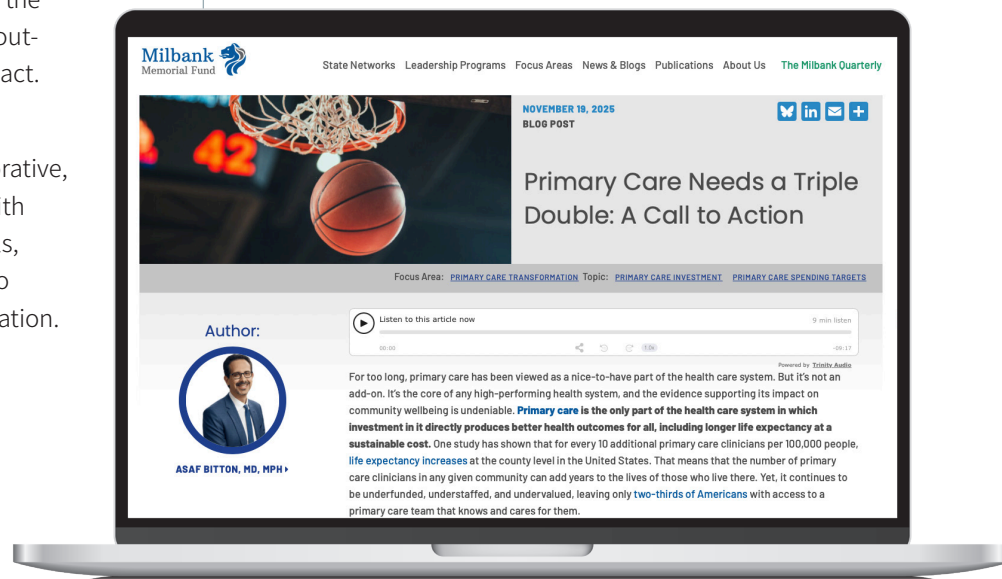 the
out-
act.
rative,
ith
s,
o
ation.
Milbank
Memorial Fund
State Networks Leadership Programs Focus Areas News & Blogs Publications About Us The Milbank Quarterly
42
NOVEMBER 19, 2025
BLOG POST
Primary Care Needs a Triple
Double: A Call to Action
Focus Area: PRIMARY CARE TRANSFORMATION Topic: PRIMARY CARE INVESTMENT PRIMARY CARE SPENDING TARGETS
Author:
ASAF BITTON, MD, MPH
Listen to this article now
9 min listen
00:00
1.0x
-09:17
Powered by Trinity Audio
For too long, primary care has been viewed as a nice-to-have part of the health care system. But it's not an
add-on. It's the core of any high-performing health system, and the evidence supporting its impact on
community wellbeing is undeniable. Primary care is the only part of the health care system in which
investment in it directly produces better health outcomes for all, including longer life expectancy at a
sustainable cost. One study has shown that for every 10 additional primary care clinicians per 100,000 people,
life expectancy increases at the county level in the United States. That means that the number of primary
care clinicians in any given community can add years to the lives of those who live there. Yet, it continues to
be underfunded, understaffed, and undervalued, leaving only two-thirds of Americans with access to a
primary care team that knows and cares for them.